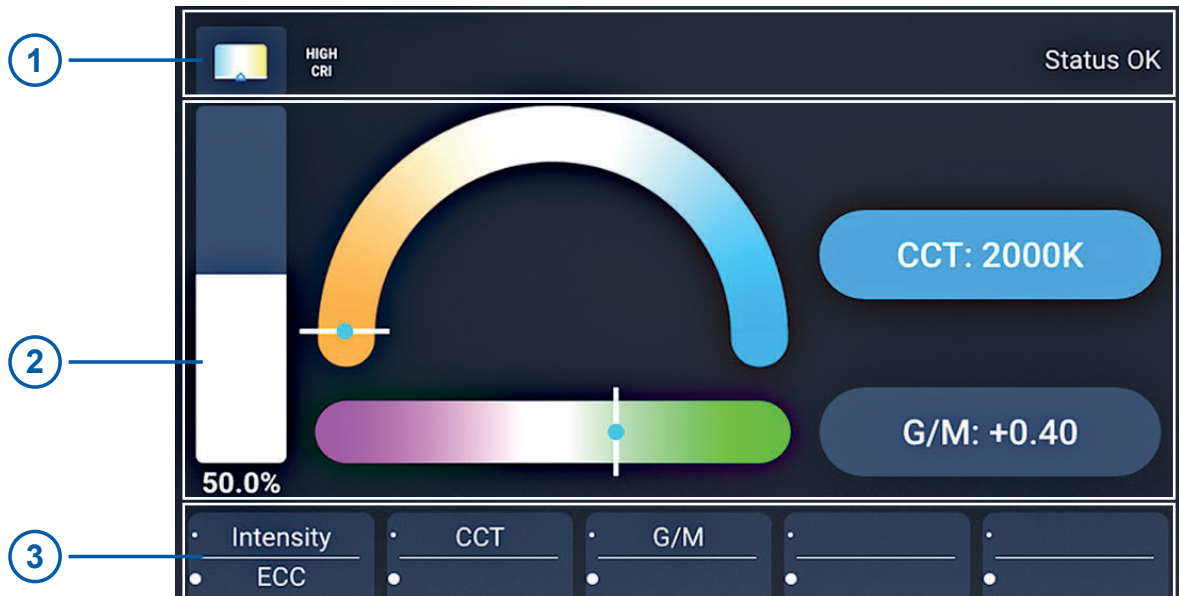 1
HIGH
CRI
Status OK
2
CCT: 2000K
G/M: +0.40
50.0%
3
Intensity
ECC
CCT
G/M